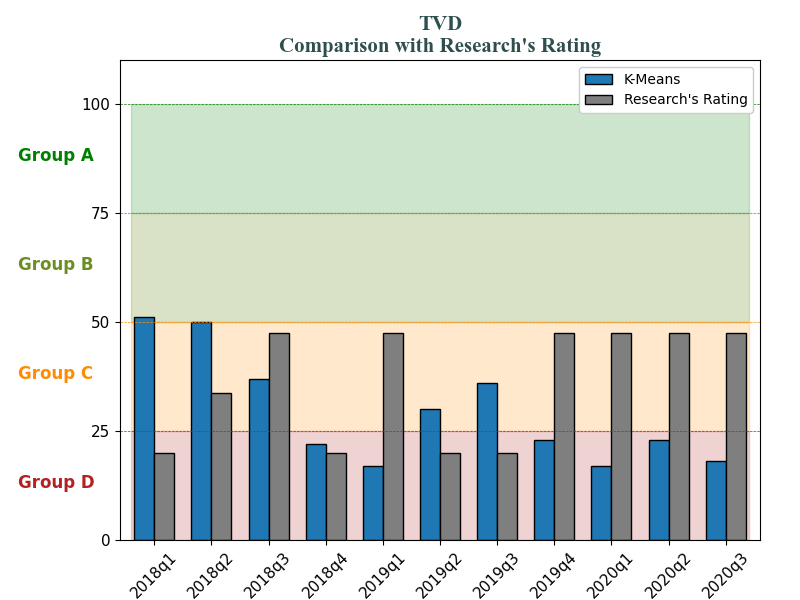 TVD
Comparison with Research's Rating
K-Means
Research's Rating
100
Group A
75
Group B
50
Group C
25
Group D
0
2018q1
2018q2
2018q3
2018q4
2019q1
2019q2
2019q3
2019q4
2020q1
2020q2
2020q3